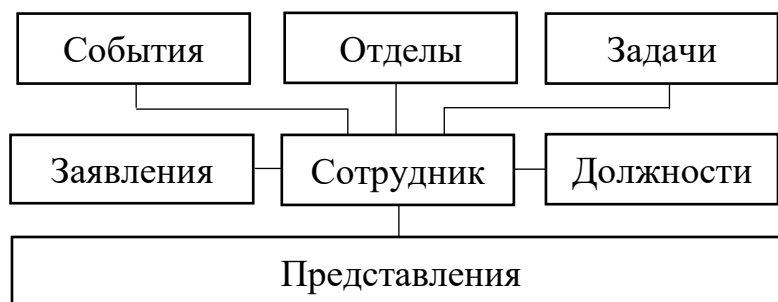 События
Отделы
Задачи
Заявления
Сотрудник
Должности
Представления